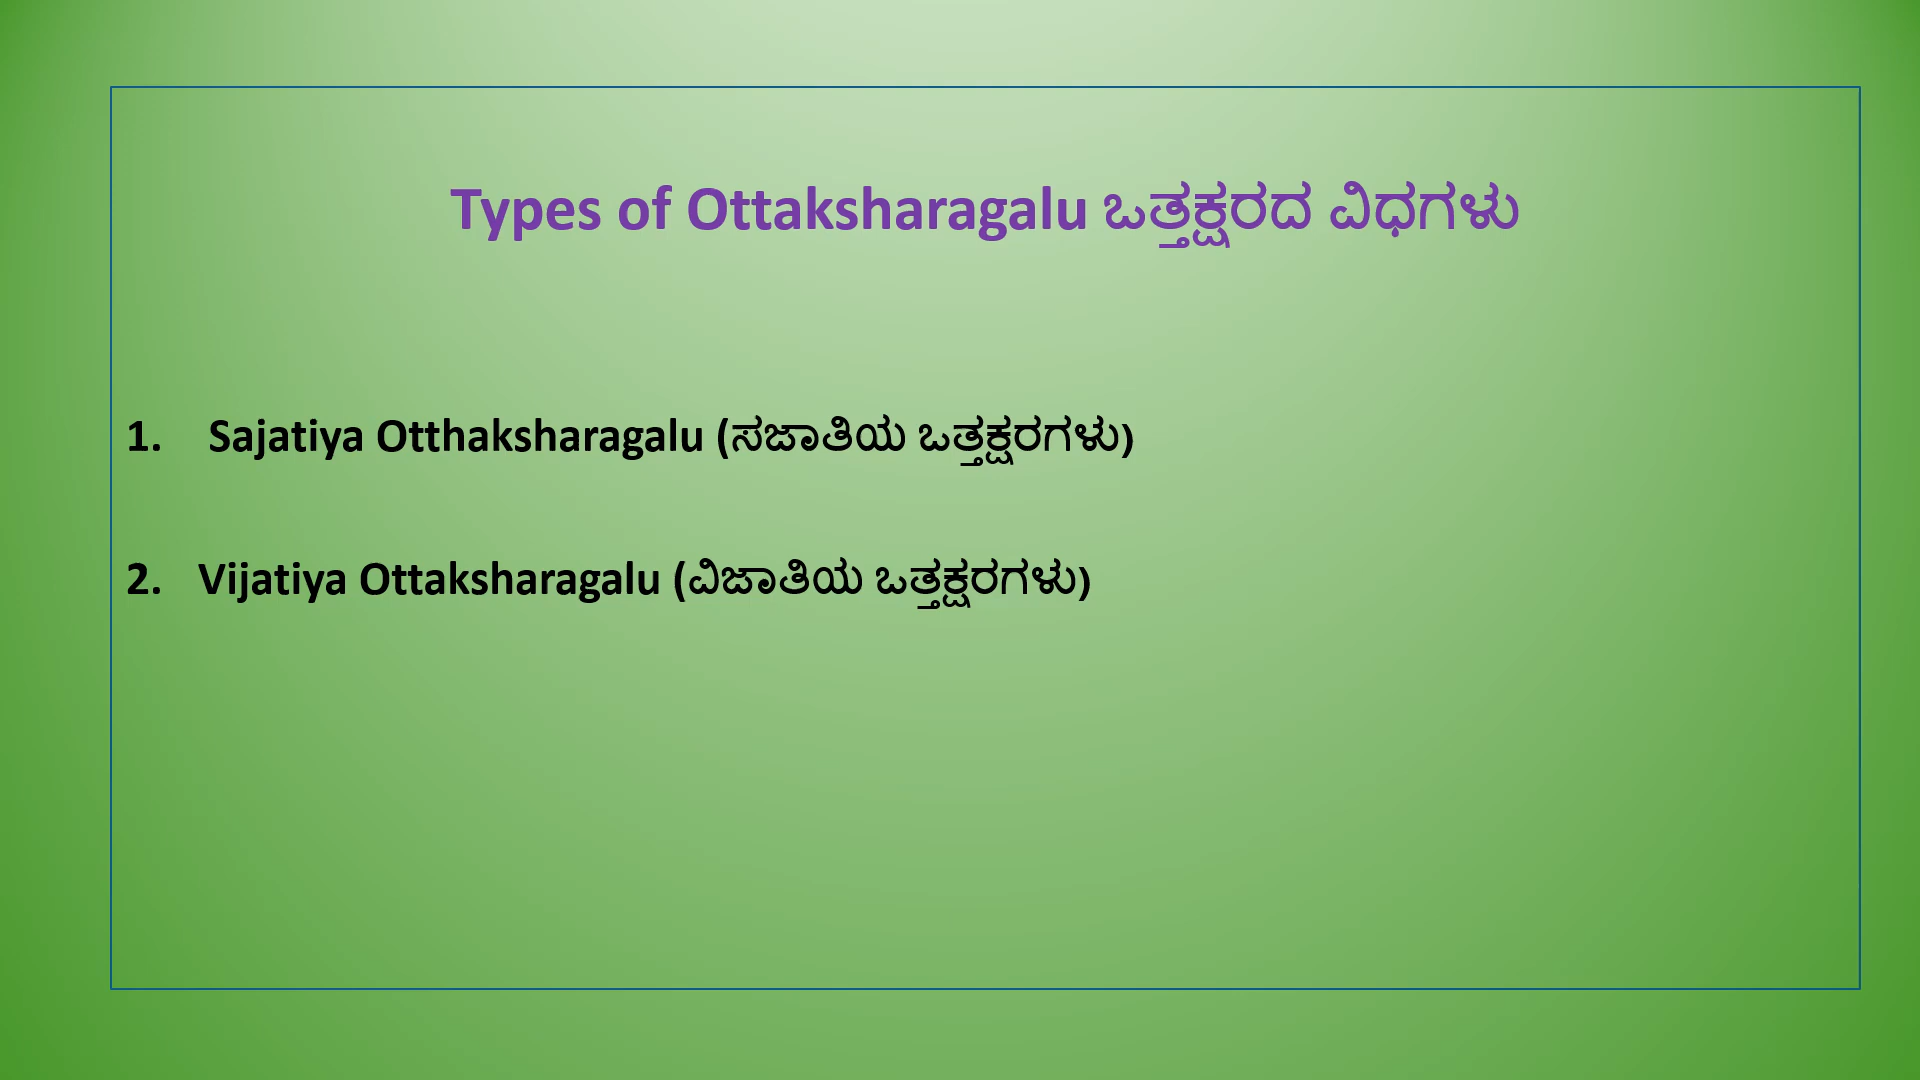 Types of Ottaksharagalu ಒತ್ತಕ್ಷರದ ವಿಧಗಳು
1. Sajatiya Otthaksharagalu (ಸಜಾತಿಯ ಒತ್ತಕ್ಷರಗಳು)
2. Vijatiya Ottaksharagalu (ವಿಜಾತಿಯ ಒತ್ತಕ್ಷರಗಳು)